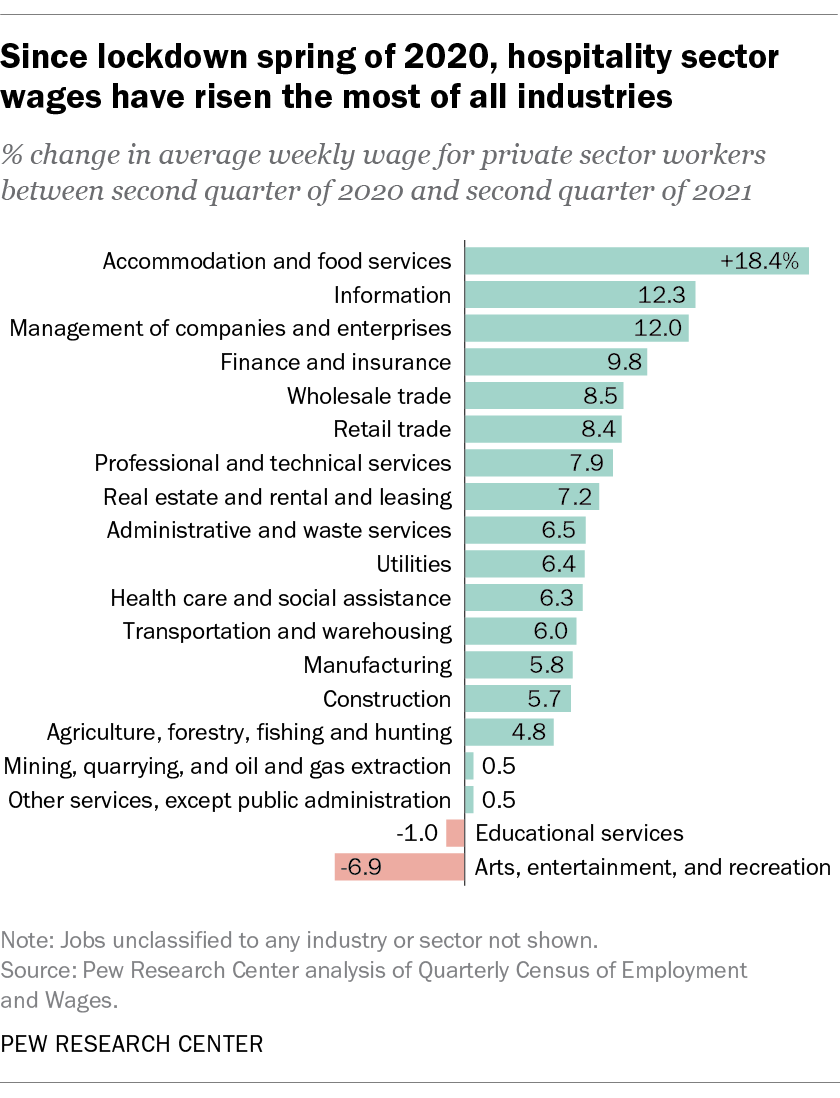 Since lockdown spring of 2020, hospitality sector
wages have risen the most of all industries
% change in average weekly wage for private sector workers
between second quarter of 2020 and second quarter of 2021
Accommodation and food services +18.4%
Information 12.3
Management of companies and enterprises 12.0
Finance and insurance 9.8
Wholesale trade 8.5
Retail trade 8.4
Professional and technical services 7.9
Real estate and rental and leasing 7.2
Administrative and waste services 6.5
Utilities 6.4
Health care and social assistance 6.3
Transportation and warehousing 6.0
Manufacturing 5.8
Construction 5.7
Agriculture, forestry, fishing and hunting 4.8
Mining, quarrying, and oil and gas extraction 0.5
Other services, except public administration 0.5
-1.0 Educational services
-6.9 Arts, entertainment, and recreation
Note: Jobs unclassified to any industry or sector not shown.
Source: Pew Research Center analysis of Quarterly Census of Employment
and Wages.
PEW RESEARCH CENTER